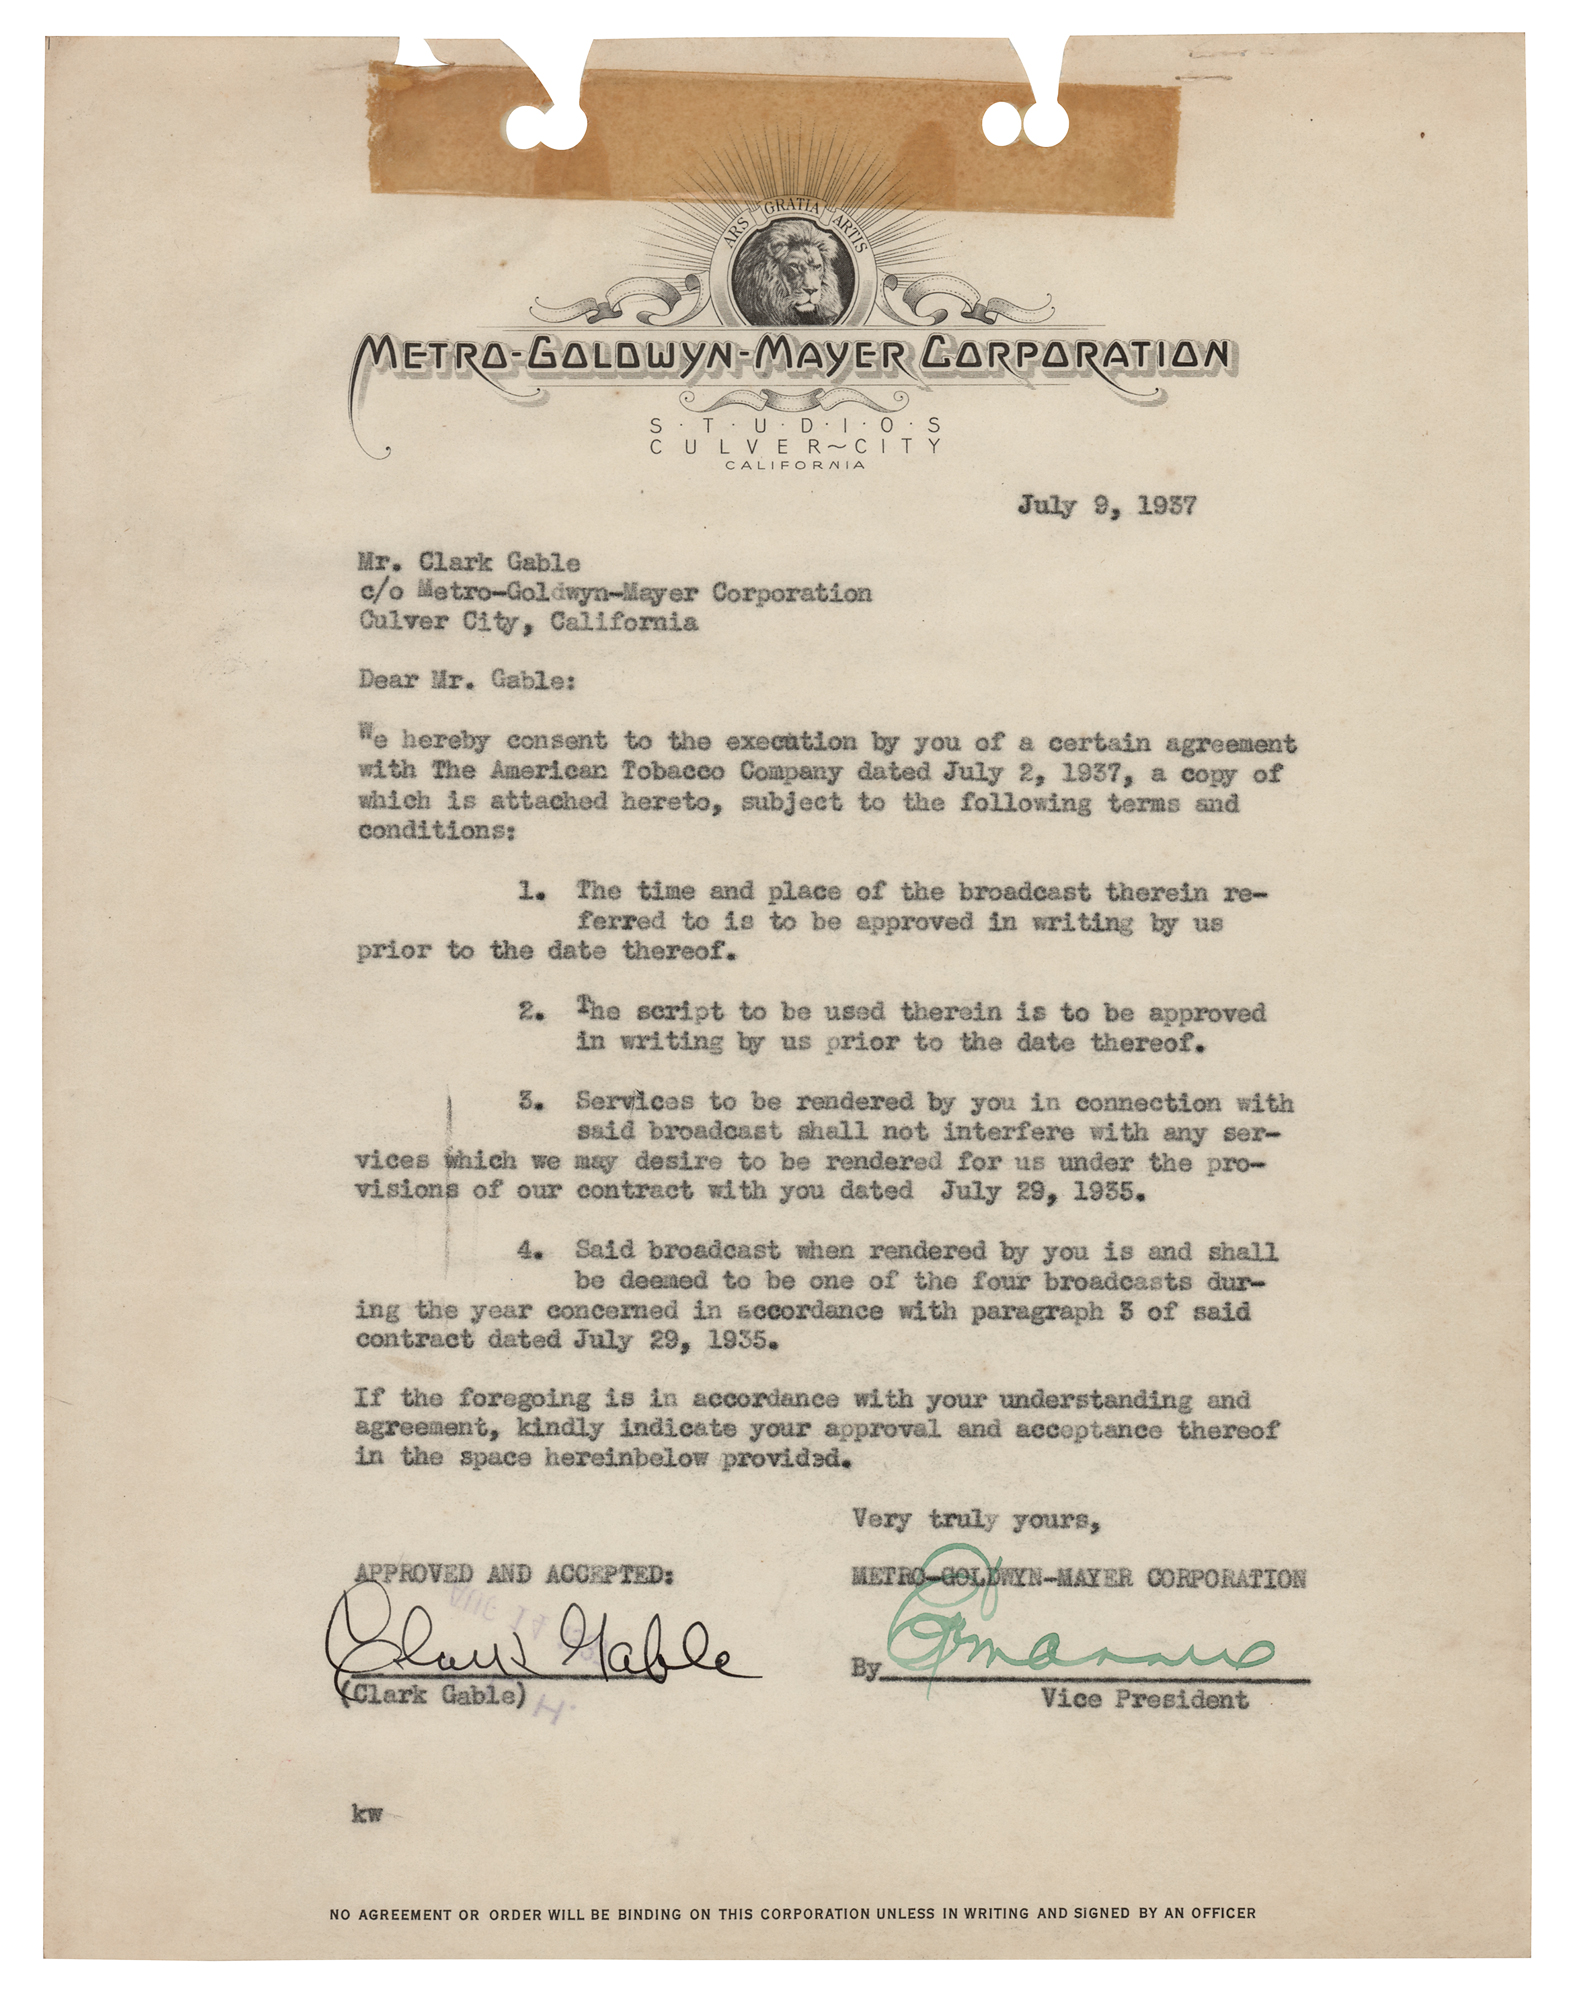 ARS GRATIA ARTIS
METRO-GOLDWYN-MAYER CORPORATION
S·T·U·D·I·O·S
CULVER~CITY
CALIFORNIA
July 9, 1937
Mr. Clark Gable
c/o Metro-Goldwyn-Mayer Corporation
Culver City, California
Dear Mr. Gable:
We hereby consent to the execution by you of a certain agreement
with The American Tobacco Company dated July 2, 1937, a copy of
which is attached hereto, subject to the following terms and
conditions:
1. The time and place of the broadcast therein re-
ferred to is to be approved in writing by us
prior to the date thereof.
2. The script to be used therein is to be approved
in writing by us prior to the date thereof.
3. Services to be rendered by you in connection with
said broadcast shall not interfere with any ser-
vices which we may desire to be rendered for us under the pro-
visions of our contract with you dated July 29, 1935.
4. Said broadcast when rendered by you is and shall
be deemed to be one of the four broadcasts dur-
ing the year concerned in accordance with paragraph 3 of said
contract dated July 29, 1935.
If the foregoing is in accordance with your understanding and
agreement, kindly indicate your approval and acceptance thereof
in the space hereinbelow provided.
Very truly yours,
APPROVED AND ACCEPTED: METRO-GOLDWYN-MAYER CORPORATION
Clark Gable By
(Clark Gable) Vice President
kw
NO AGREEMENT OR ORDER WILL BE BINDING ON THIS CORPORATION UNLESS IN WRITING AND SIGNED BY AN OFFICER